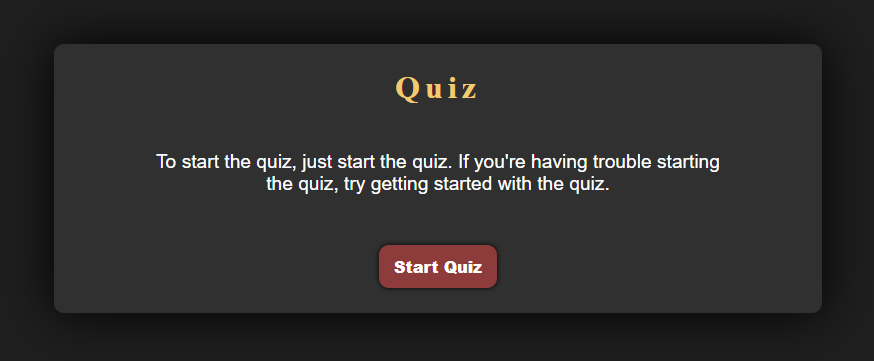 Quiz
To start the quiz, just start the quiz. If you're having trouble starting
the quiz, try getting started with the quiz.
Start Quiz